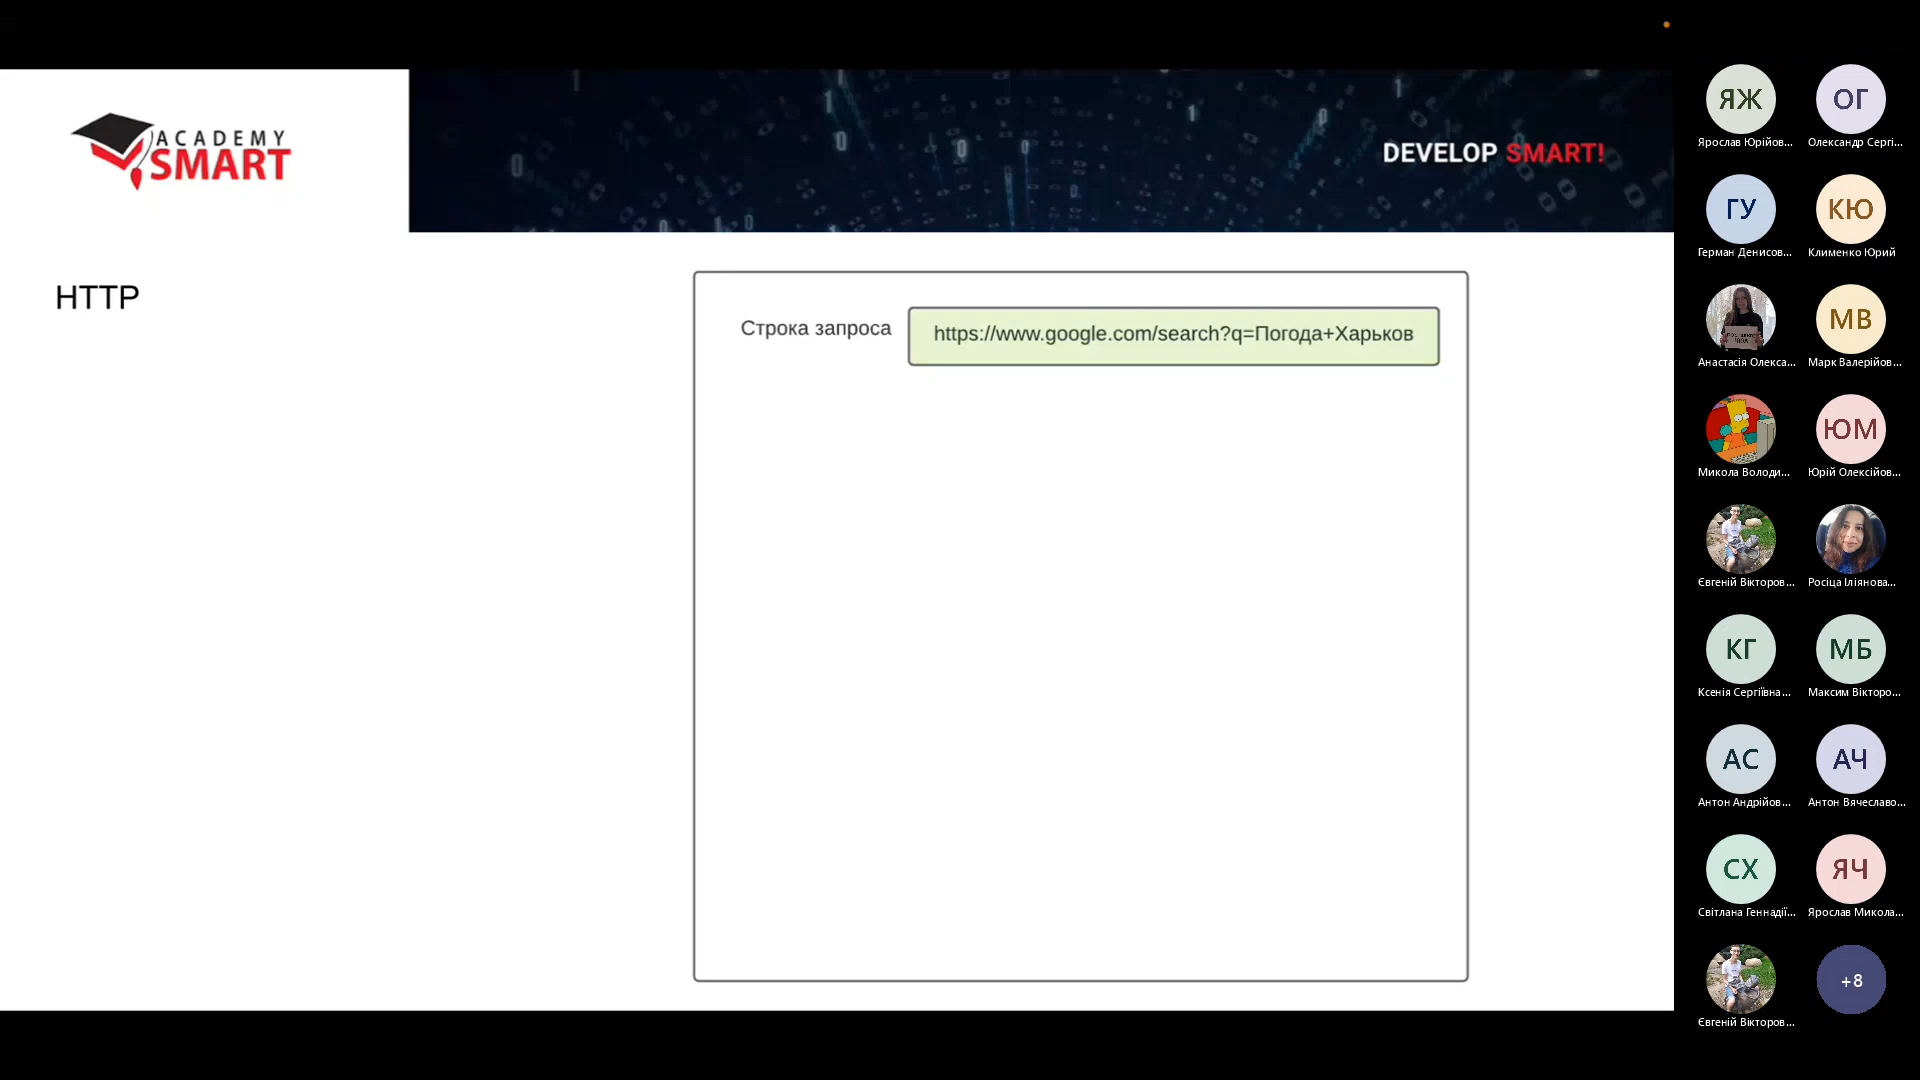 ACADEMY
SMART
DEVELOP SMART!
HTTP
Строка запроса
https://www.google.com/search?q=Погода+Харьков
ЯЖ
Ярослав Юрійов...
ОГ
Олександр Сергі...
ГУ
Герман Денисов...
КЮ
Клименко Юрий
Анастасія Олекса...
МВ
Марк Валерійов...
Микола Володи...
ЮМ
Юрій Олексійов...
Євгеній Вікторов...
Росіца Іліянова...
КГ
Ксенія Сергіївна...
МБ
Максим Вікторо...
АС
Антон Андрійов...
АЧ
Антон Вячеславо...
СХ
Світлана Геннадії...
ЯЧ
Ярослав Микола...
Євгеній Вікторов...
+8